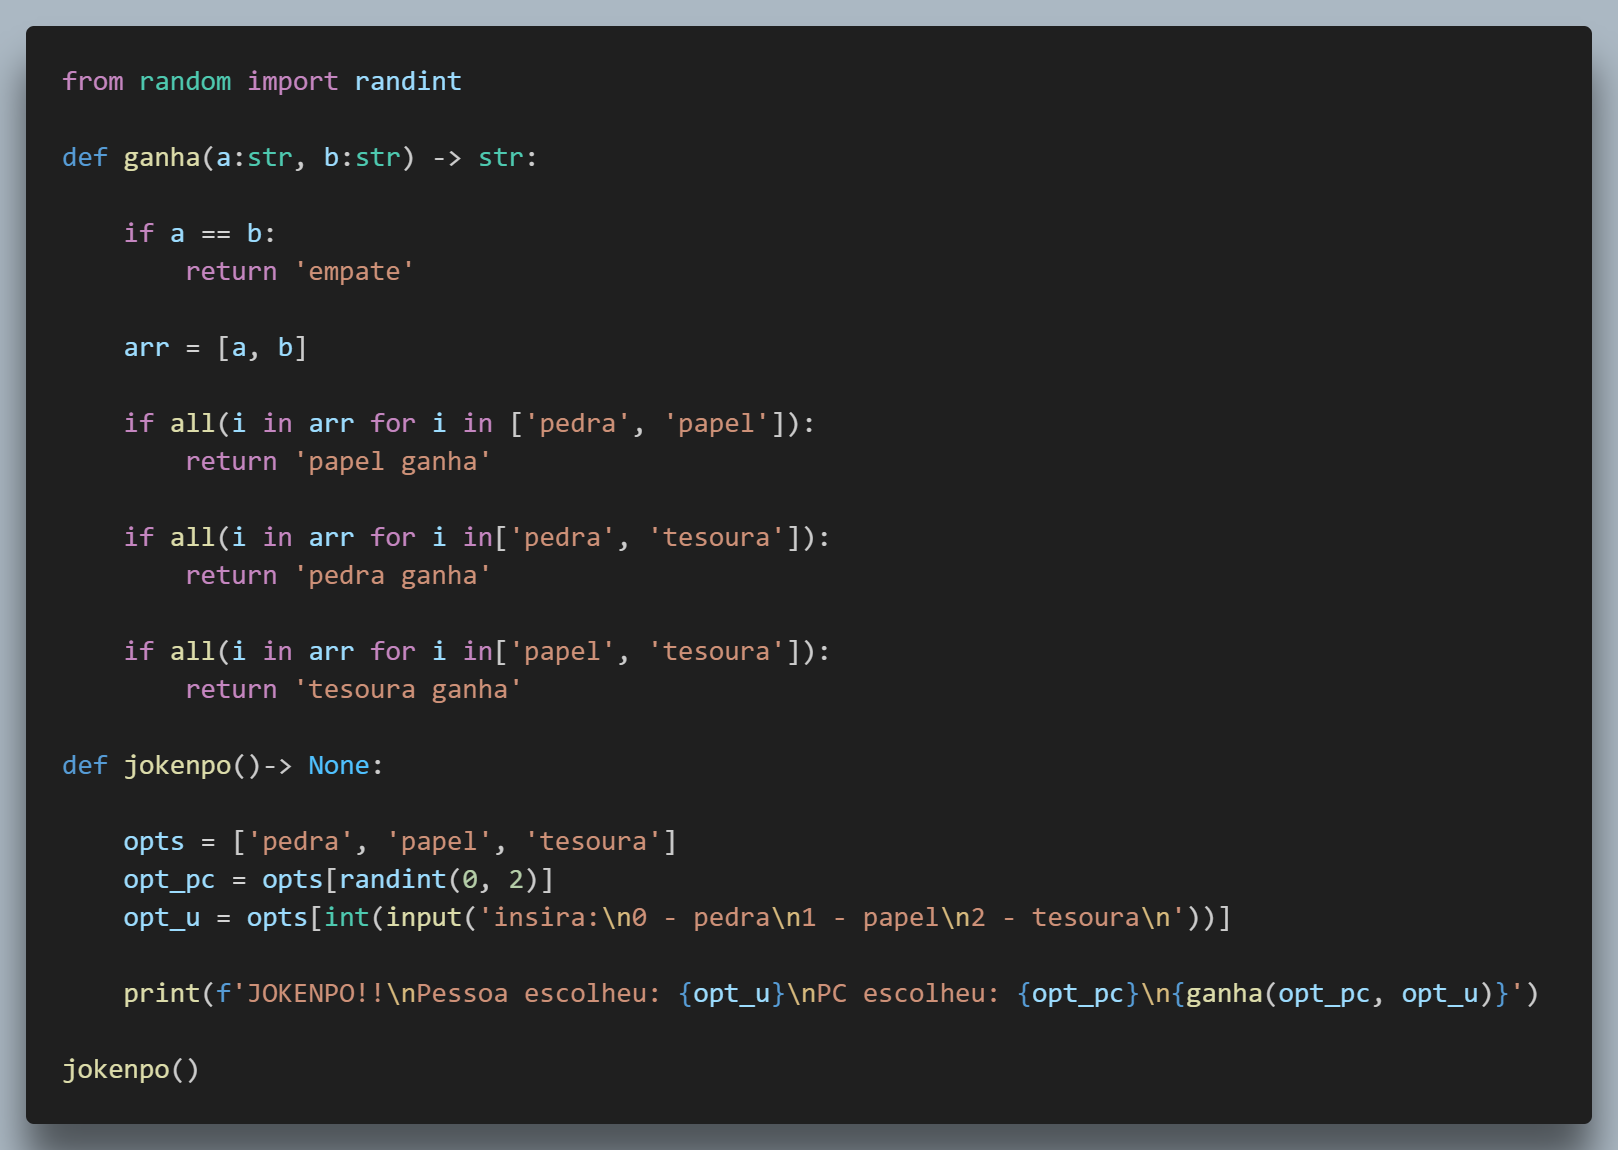 from random import randint
def ganha(a:str, b:str) -> str:
    if a == b:
        return 'empate'
    arr = [a, b]
    if all(i in arr for i in ['pedra', 'papel']):
        return 'papel ganha'
    if all(i in arr for i in['pedra', 'tesoura']):
        return 'pedra ganha'
    if all(i in arr for i in['papel', 'tesoura']):
        return 'tesoura ganha'
def jokenpo()-> None:
    opts = ['pedra', 'papel', 'tesoura']
    opt_pc = opts[randint(0, 2)]
    opt_u = opts[int(input('insira:\n0 - pedra\n1 - papel\n2 - tesoura\n'))]
    print(f'JOKENPO!!\nPessoa escolheu: {opt_u}\nPC escolheu: {opt_pc}\n{ganha(opt_pc, opt_u)}')
jokenpo()